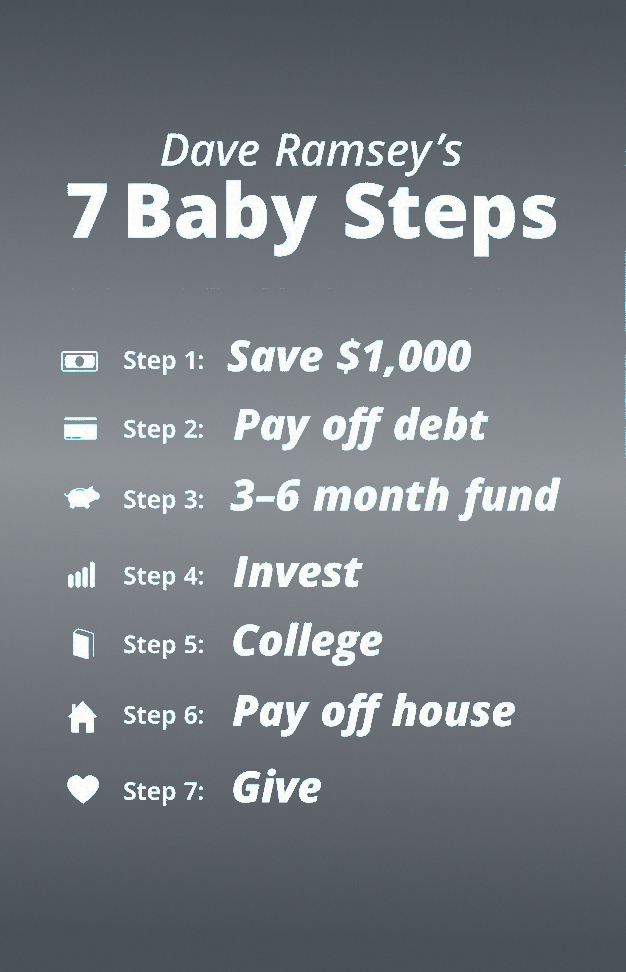 Dave Ramsey’s
7 Baby Steps
Step 1: Save $1,000
Step 2: Pay off debt
Step 3: 3–6 month fund
Step 4: Invest
Step 5: College
Step 6: Pay off house
Step 7: Give